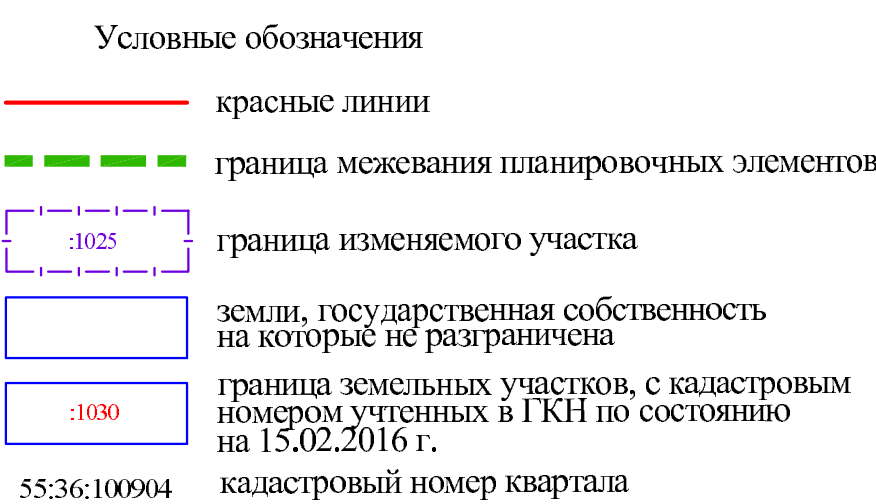 Условные обозначения
красные линии
граница межевания планировочных элементов
:1025 граница изменяемого участка
земли, государственная собственность
на которые не разграничена
граница земельных участков, с кадастровым
:1030 номером учтенных в ГКН по состоянию
на 15.02.2016 г.
55:36:100904 кадастровый номер квартала